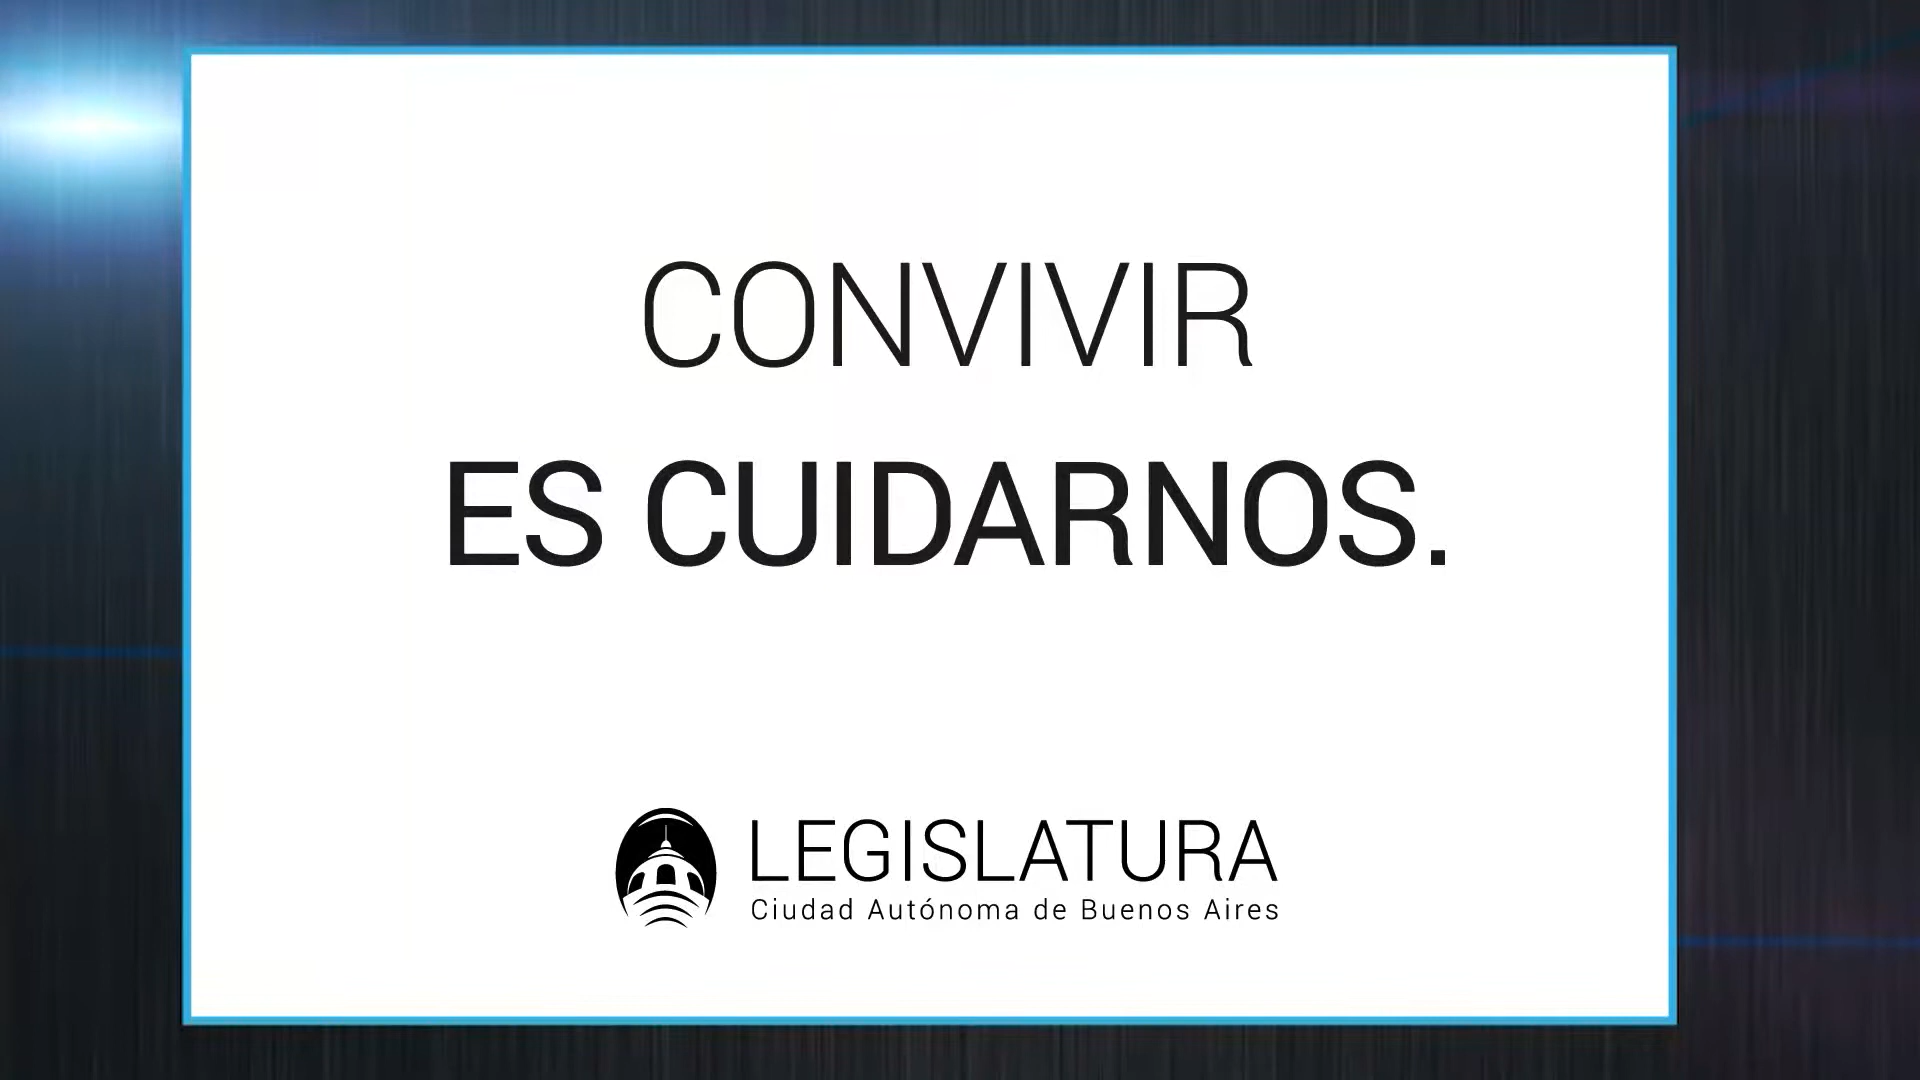 CONVIVIR
ES CUIDARNOS.
LEGISLATURA
Ciudad Autónoma de Buenos Aires